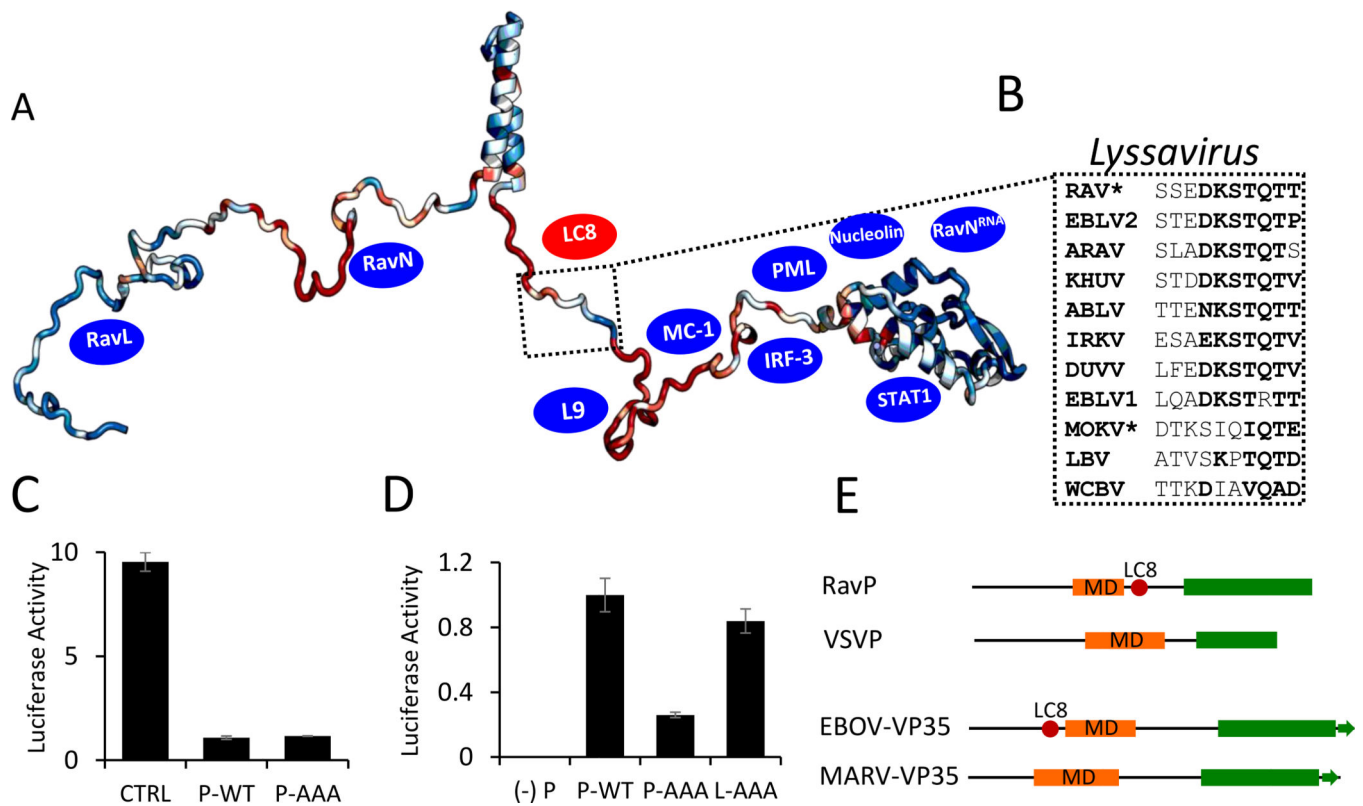 A
LC8
RavN
RavL
L9
MC-1
PML
IRF-3
Nucleolin
RavN^RNA
STAT1
B
Lyssavirus
RAV* SSEDKSTQTT
EBLV2 STEDKSTQTP
ARAV SLADKSTQTS
KHUV STDDKSTQTV
ABLV TTENKSTQTT
IRKV ESAEKSTQTV
DUVV LFEDKSTQTV
EBLV1 LQADKSTRTT
MOKV* DTKSIQIQTE
LBV ATVSKPTQTD
WCBV TTKDIAVQAD
C
Luciferase Activity
10
5
0
CTRL P-WT P-AAA
D
Luciferase Activity
1.2
0.8
0.4
0
(-) P P-WT P-AAA L-AAA
E
RavP MD LC8
VSVP MD
EBOV-VP35 LC8 MD
MARV-VP35 MD